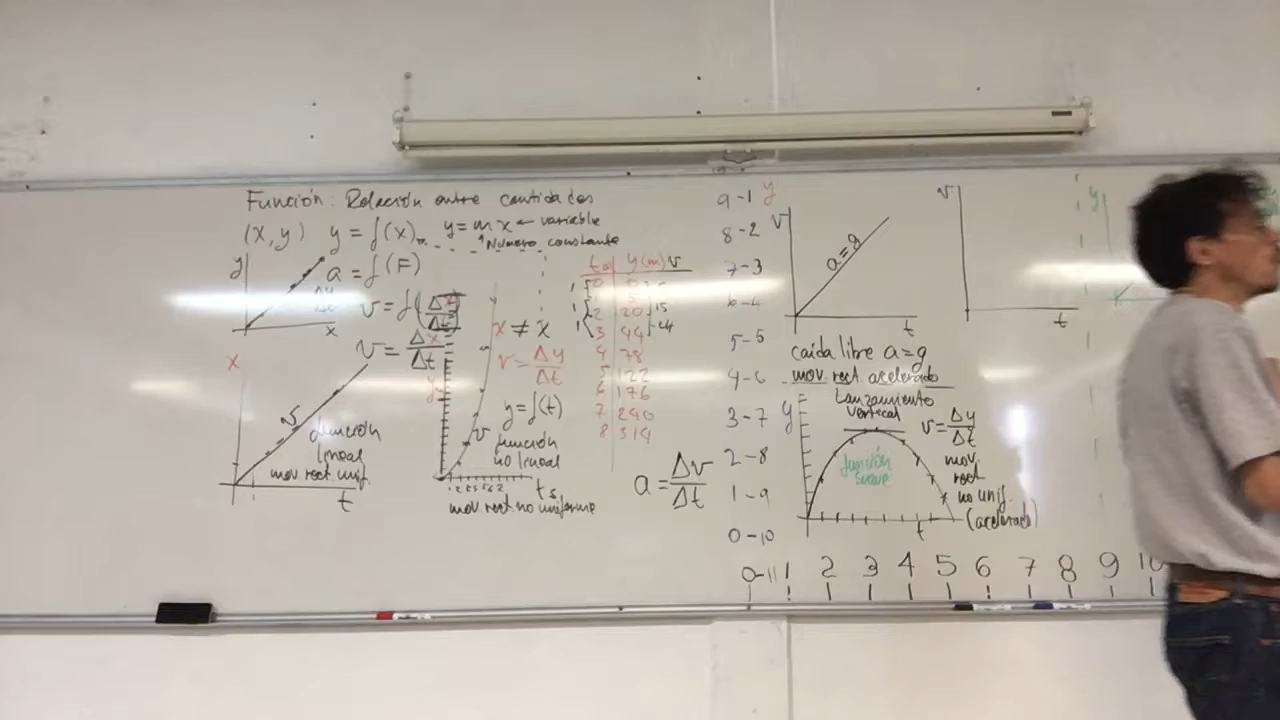 Función: Relación entre cantidades
(x, y) y = f(x) y = mx ← variable
Número constante
y
a = f(F)
x
v = f(Δx/Δt)
v = Δx/Δt
x
v
función
lineal
mov rect. unif.
t
x ≠ x
v = Δy/Δt
y = f(t)
v
función
no lineal
t s
mov rect no uniforme
y (m) v
2 20 15
3 44 24
4 78
5 122
6 176
7 240
8 314
a = Δv/Δt
9-1
8-2
7-3
6-4
5-5
4-6
3-7
2-8
1-9
0-10
0-11
y
v
a = g
t
caída libre a = g
mov. rect. acelerado
Lanzamiento
vertical
y
función
suave
t
v = Δy/Δt
mov.
rect
no unif.
(acelerado)
v
t
y
1 2 3 4 5 6 7 8 9 10